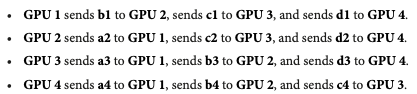 • GPU 1 sends b1 to GPU 2, sends c1 to GPU 3, and sends d1 to GPU 4.
• GPU 2 sends a2 to GPU 1, sends c2 to GPU 3, and sends d2 to GPU 4.
• GPU 3 sends a3 to GPU 1, sends b3 to GPU 2, and sends d3 to GPU 4.
• GPU 4 sends a4 to GPU 1, sends b4 to GPU 2, and sends c4 to GPU 3.